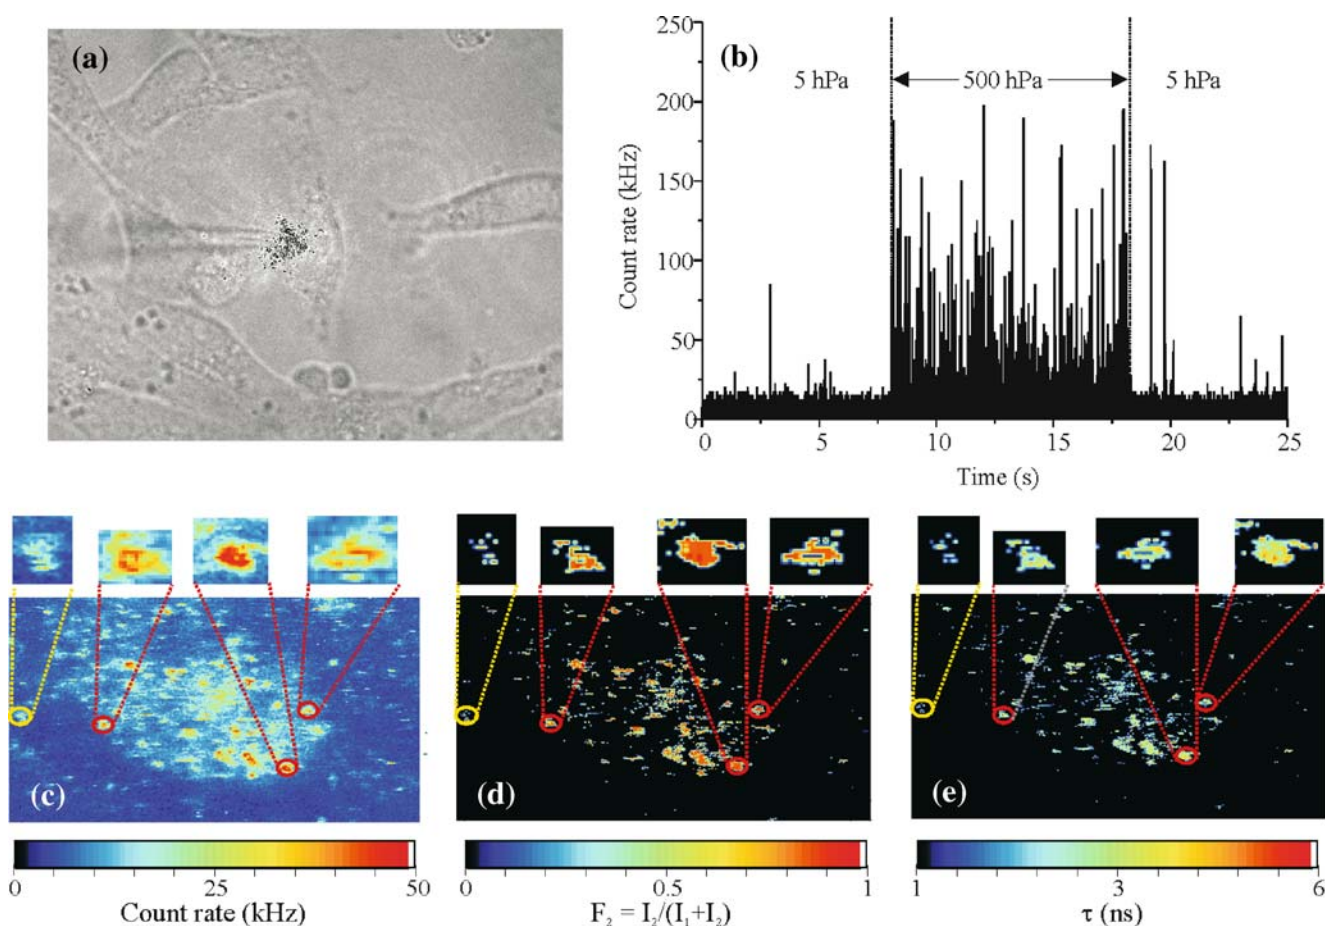 (a)
(b)
250
200
150
100
50
0
Count rate (kHz)
5 hPa
500 hPa
5 hPa
0
5
10
15
20
25
Time (s)
(c)
0
25
50
Count rate (kHz)
(d)
0
0.5
1
F₂ = I₂/(I₁+I₂)
(e)
1
3
6
τ (ns)